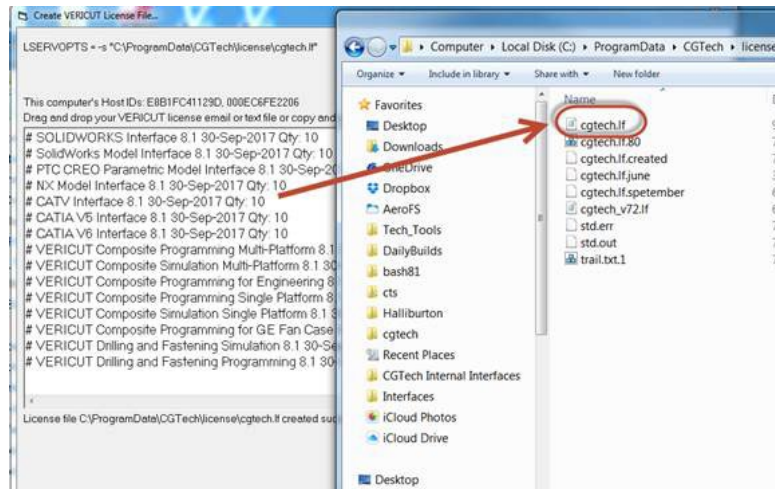 Create VERICUT License File...
LSERVOPTS = -s "C:\ProgramData\CGTech\license\cgtech.lf"
This computer's Host IDs: E8B1FC41129D, 000EC6FE2206
Drag and drop your VERICUT license email or text file or copy and
# SOLIDWORKS Interface 8.1 30-Sep-2017 Qty: 10
# SolidWorks Model Interface 8.1 30-Sep-2017 Qty: 10
# PTC CREO Parametric Model Interface 8.1 30-Sep-20
# NX Model Interface 8.1 30-Sep-2017 Qty: 10
# CATV Interface 8.1 30-Sep-2017 Qty: 10
# CATIA V5 Interface 8.1 30-Sep-2017 Qty: 10
# CATIA V6 Interface 8.1 30-Sep-2017 Qty: 10
# VERICUT Composite Programming Multi-Platform 8.1
# VERICUT Composite Simulation Multi-Platform 8.1 30
# VERICUT Composite Programming for Engineering 8
# VERICUT Composite Programming Single Platform 8
# VERICUT Composite Simulation Single Platform 8.1 3
# VERICUT Composite Programming for GE Fan Case
# VERICUT Drilling and Fastening Simulation 8.1 30-Se
# VERICUT Drilling and Fastening Programming 8.1 30-
License file C:\ProgramData\CGTech\license\cgtech.lf created suc
Computer Local Disk (C:) ProgramData CGTech license
Organize Include in library Share with New folder
Favorites
Desktop
Downloads
OneDrive
Dropbox
AeroFS
Tech_Tools
DailyBuilds
bash81
cts
Halliburton
cgtech
Recent Places
CGTech Internal Interfaces
Interfaces
iCloud Photos
iCloud Drive
Desktop
Name
cgtech.lf
cgtech.lf.80
cgtech.lf.created
cgtech.lf.june
cgtech.lf.spetember
cgtech_v72.lf
std.err
std.out
trail.txt.1